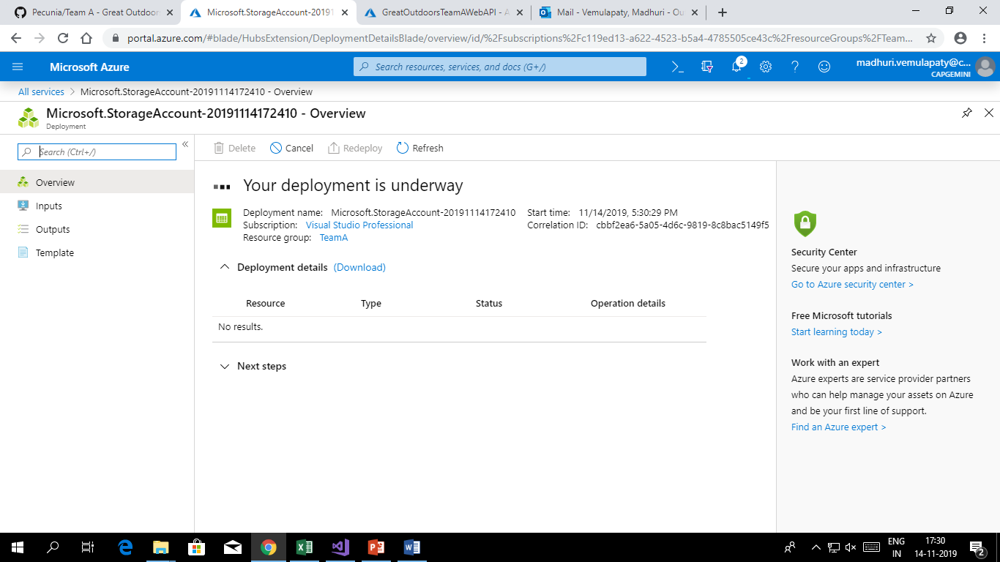 Pecunia/Team A - Great Outdoor
Microsoft.StorageAccount-20191
GreatOutdoorsTeamAWebAPI - A
Mail - Vemulapaty, Madhuri - Ou
portal.azure.com/#blade/HubsExtension/DeploymentDetailsBlade/overview/id/%2Fsubscriptions%2Fc119ed13-a622-4523-b5a4-4785505ce43c%2FresourceGroups%2FTeam...
Microsoft Azure
Search resources, services, and docs (G+/)
2
madhuri.vemulapaty@c...
CAPGEMINI
All services > Microsoft.StorageAccount-20191114172410 - Overview
Microsoft.StorageAccount-20191114172410 - Overview
Deployment
Search (Ctrl+/)
«
Overview
Inputs
Outputs
Template
Delete Cancel Redeploy Refresh
Your deployment is underway
Deployment name: Microsoft.StorageAccount-20191114172410
Subscription: Visual Studio Professional
Resource group: TeamA
Start time: 11/14/2019, 5:30:29 PM
Correlation ID: cbbf2ea6-5a05-4d6c-9819-8c8bac5149f5
Deployment details (Download)
Resource Type Status Operation details
No results.
Next steps
Security Center
Secure your apps and infrastructure
Go to Azure security center >
Free Microsoft tutorials
Start learning today >
Work with an expert
Azure experts are service provider partners
who can help manage your assets on Azure
and be your first line of support.
Find an Azure expert >
ENG
IN
17:30
14-11-2019
2